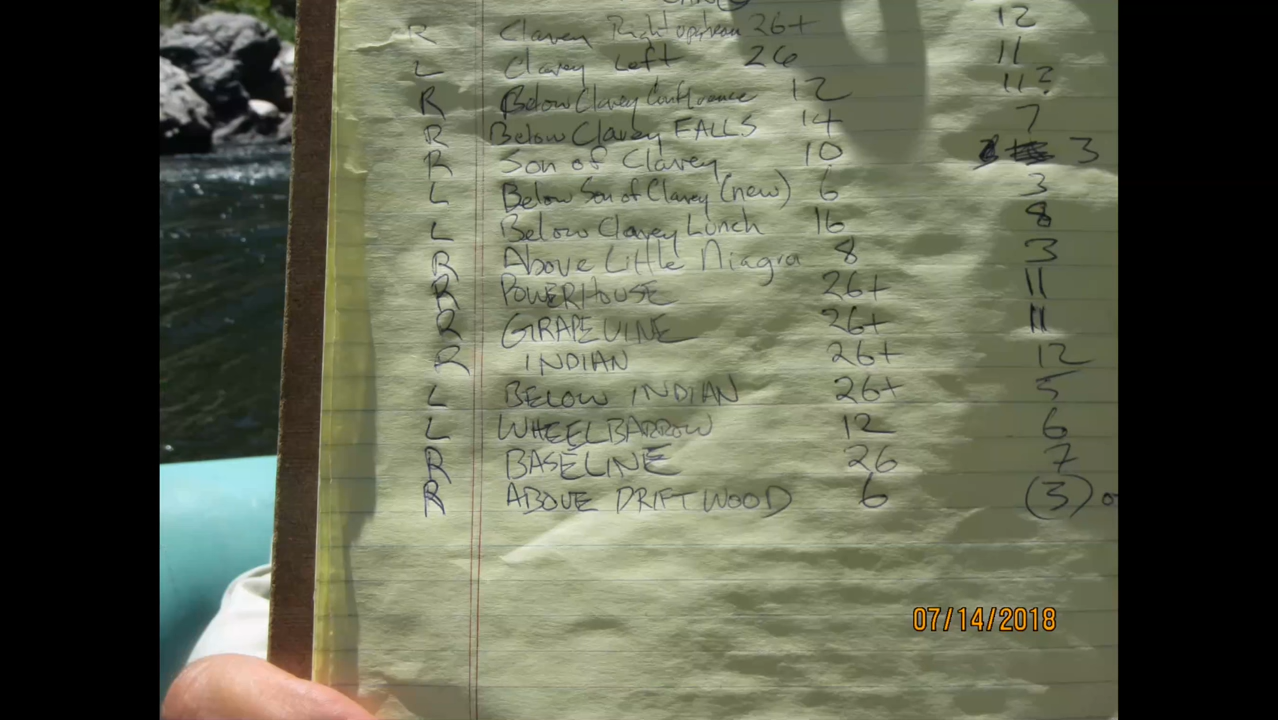 R Clavey Right upstream 26+ 12
L Clavey Left 26 11
R Below Clavey Confluence 12 11?
R Below Clavey FALLS 14 7
R Son of Clavey 10 3
L Below Son of Clavey (new) 6 3
L Below Clavey Lunch 16 8
R Above Little Niagra 8 3
R POWERHOUSE 26+ 11
R GRAPEVINE 26+ 11
R INDIAN 26+ 12
L BELOW INDIAN 26+ 5
L WHEELBARROW 12 6
R BASELINE 26 7
R ABOVE DRIFTWOOD 6 (3)
07/14/2018